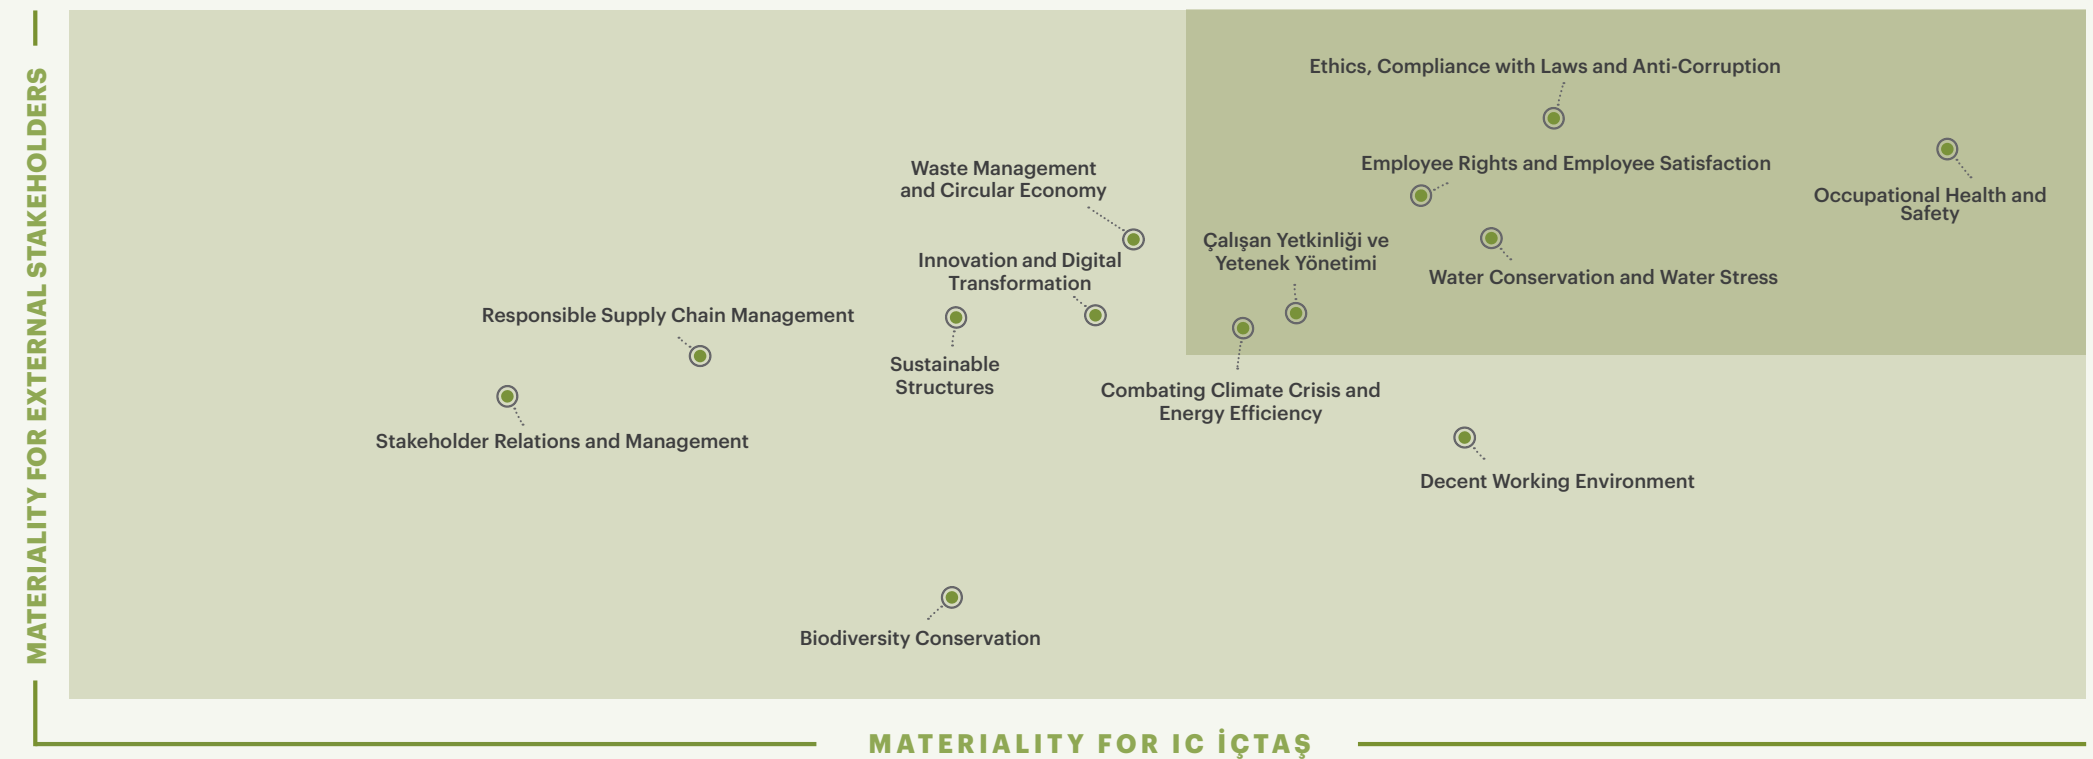 MATERIALITY FOR EXTERNAL STAKEHOLDERS
Ethics, Compliance with Laws and Anti-Corruption
Employee Rights and Employee Satisfaction
Occupational Health and
Safety
Waste Management
and Circular Economy
Çalışan Yetkinliği ve
Yetenek Yönetimi
Water Conservation and Water Stress
Innovation and Digital
Transformation
Responsible Supply Chain Management
Sustainable
Structures
Combating Climate Crisis and
Energy Efficiency
Stakeholder Relations and Management
Decent Working Environment
Biodiversity Conservation
MATERIALITY FOR IC İÇTAŞ